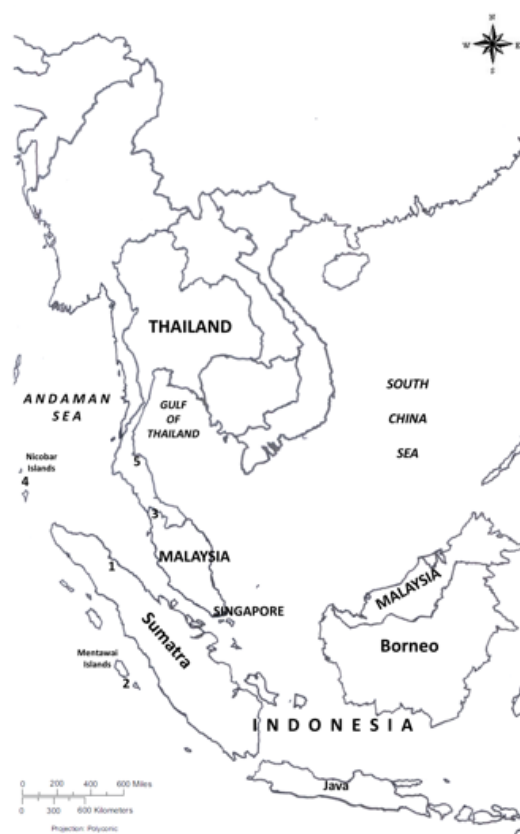 N
W E
S
THAILAND
ANDAMAN
SEA
GULF
OF
THAILAND
SOUTH
CHINA
SEA
Nicobar
Islands
4
5
3
1
MALAYSIA
SINGAPORE
MALAYSIA
Sumatra
Borneo
Mentawai
Islands
2
INDONESIA
Java
0 200 400 600 Miles
0 300 600 Kilometers
Projection: Polyconic